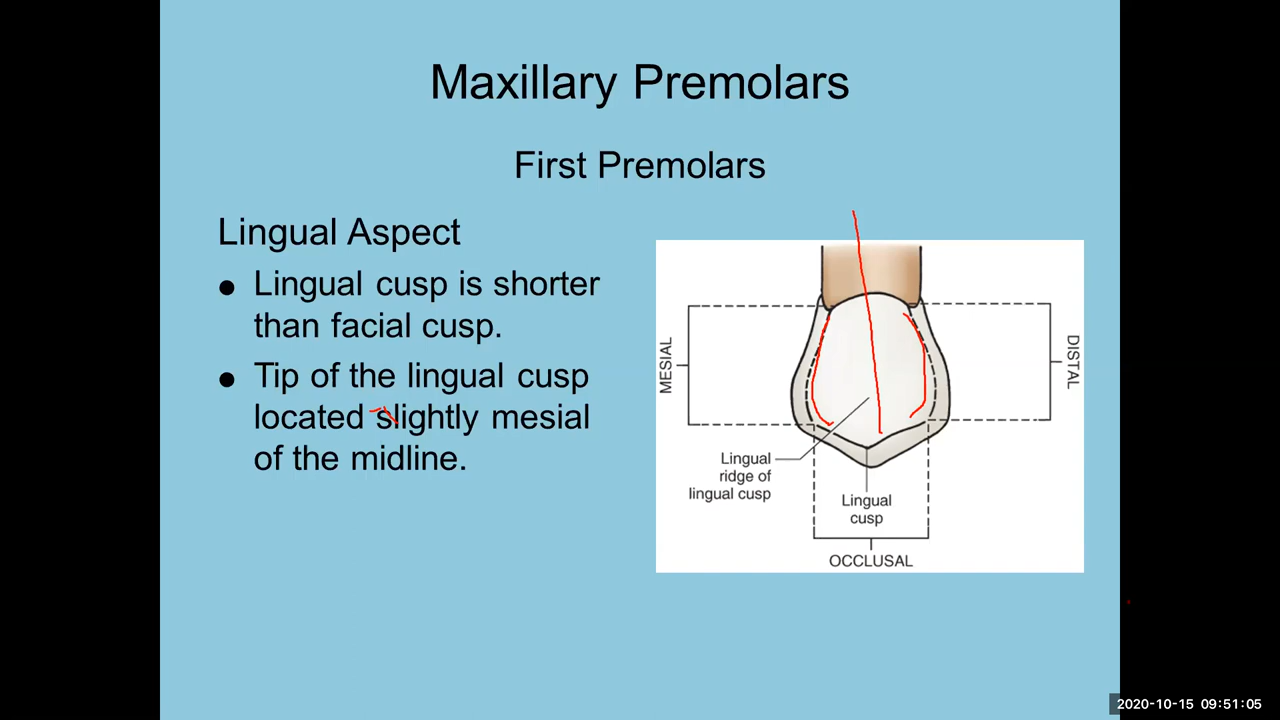 Maxillary Premolars
First Premolars
Lingual Aspect
● Lingual cusp is shorter
than facial cusp.
● Tip of the lingual cusp
located slightly mesial
of the midline.
MESIAL
DISTAL
Lingual
ridge of
lingual cusp
Lingual
cusp
OCCLUSAL
2020-10-15 09:51:05